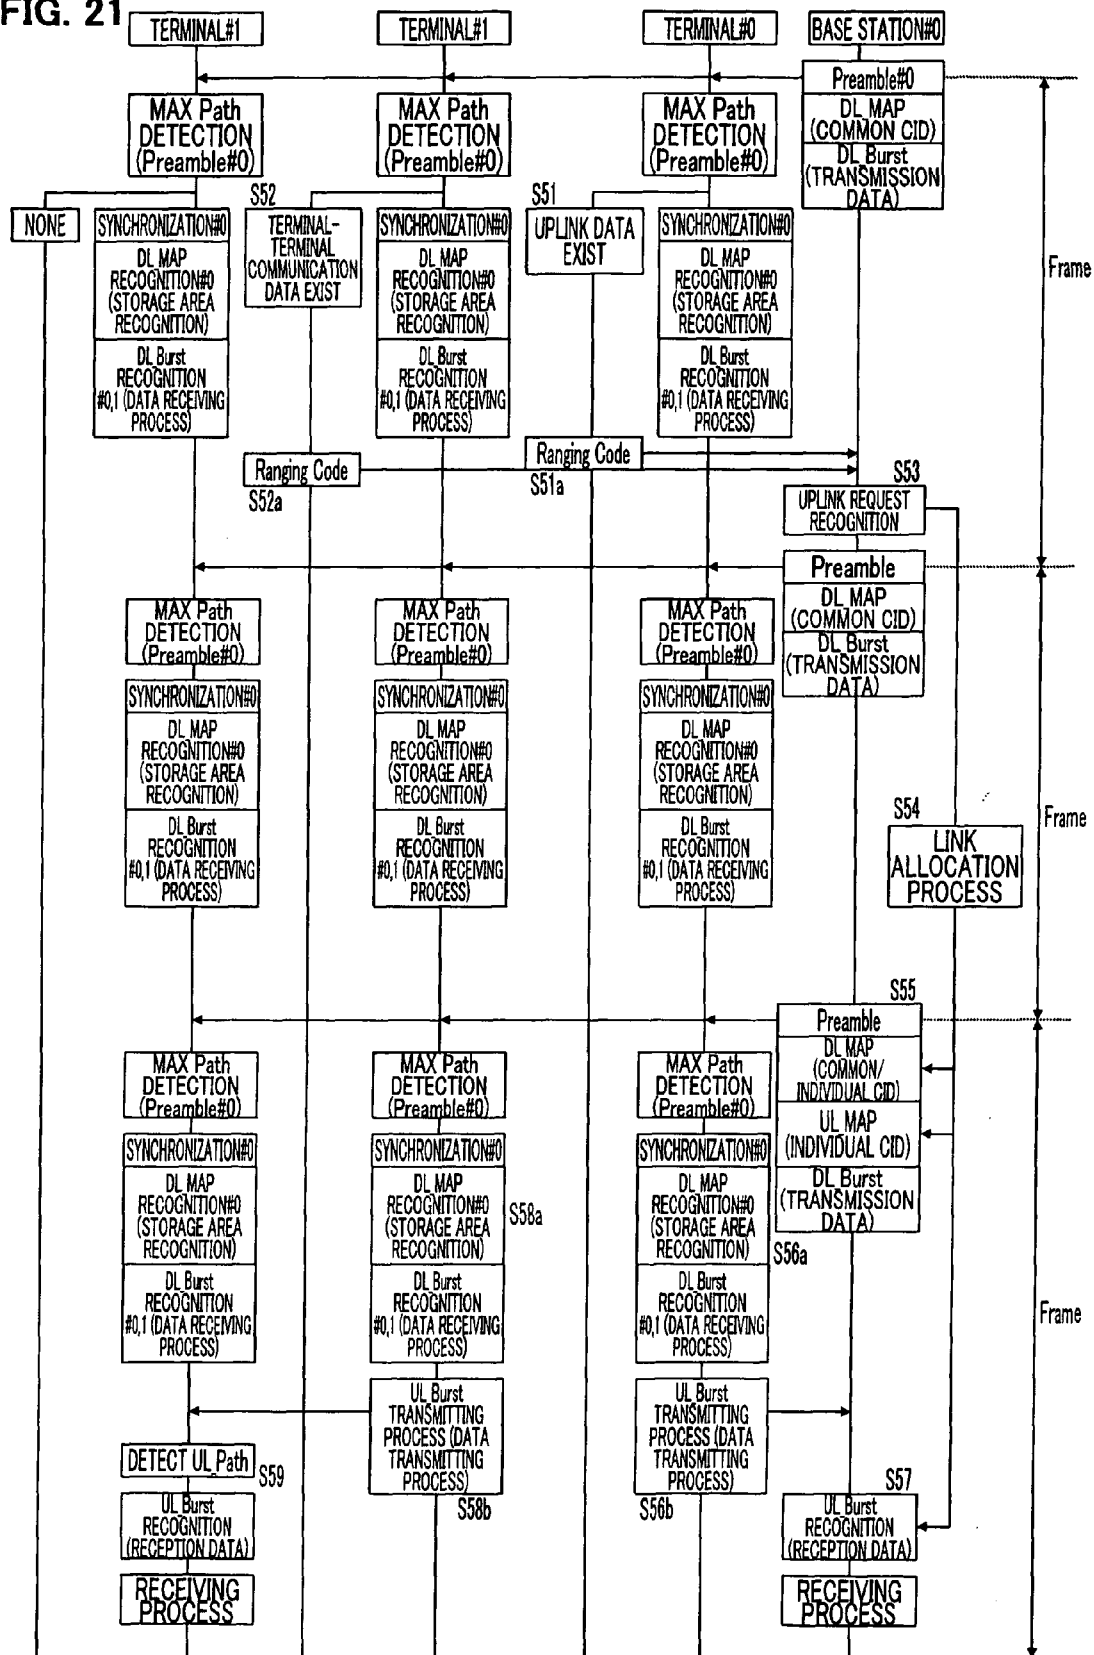 FIG. 21
TERMINAL#1
TERMINAL#1
TERMINAL#0
BASE STATION#0
Preamble#0
DL MAP
(COMMON CID)
DL Burst
(TRANSMISSION
DATA)
MAX Path
DETECTION
(Preamble#0)
MAX Path
DETECTION
(Preamble#0)
MAX Path
DETECTION
(Preamble#0)
NONE
SYNCHRONIZATION#0
DL MAP
RECOGNITION#0
(STORAGE AREA
RECOGNITION)
DL Burst
RECOGNITION
#0,1 (DATA RECEIVING
PROCESS)
S52
TERMINAL-
TERMINAL
COMMUNICATION
DATA EXIST
SYNCHRONIZATION#0
DL MAP
RECOGNITION#0
(STORAGE AREA
RECOGNITION)
DL Burst
RECOGNITION
#0,1 (DATA RECEIVING
PROCESS)
S51
UPLINK DATA
EXIST
SYNCHRONIZATION#0
DL MAP
RECOGNITION#0
(STORAGE AREA
RECOGNITION)
DL Burst
RECOGNITION
#0,1 (DATA RECEIVING
PROCESS)
Frame
Ranging Code
S52a
Ranging Code
S51a
S53
UPLINK REQUEST
RECOGNITION
Preamble
DL MAP
(COMMON CID)
DL Burst
(TRANSMISSION
DATA)
MAX Path
DETECTION
(Preamble#0)
MAX Path
DETECTION
(Preamble#0)
MAX Path
DETECTION
(Preamble#0)
SYNCHRONIZATION#0
DL MAP
RECOGNITION#0
(STORAGE AREA
RECOGNITION)
DL Burst
RECOGNITION
#0,1 (DATA RECEIVING
PROCESS)
SYNCHRONIZATION#0
DL MAP
RECOGNITION#0
(STORAGE AREA
RECOGNITION)
DL Burst
RECOGNITION
#0,1 (DATA RECEIVING
PROCESS)
SYNCHRONIZATION#0
DL MAP
RECOGNITION#0
(STORAGE AREA
RECOGNITION)
DL Burst
RECOGNITION
#0,1 (DATA RECEIVING
PROCESS)
S54
LINK
ALLOCATION
PROCESS
Frame
S55
Preamble
DL MAP
(COMMON/
INDIVIDUAL CID)
UL MAP
(INDIVIDUAL CID)
DL Burst
(TRANSMISSION
DATA)
MAX Path
DETECTION
(Preamble#0)
MAX Path
DETECTION
(Preamble#0)
MAX Path
DETECTION
(Preamble#0)
SYNCHRONIZATION#0
DL MAP
RECOGNITION#0
(STORAGE AREA
RECOGNITION)
DL Burst
RECOGNITION
#0,1 (DATA RECEIVING
PROCESS)
SYNCHRONIZATION#0
DL MAP
RECOGNITION#0
(STORAGE AREA
RECOGNITION)
DL Burst
RECOGNITION
#0,1 (DATA RECEIVING
PROCESS)
S58a
SYNCHRONIZATION#0
DL MAP
RECOGNITION#0
(STORAGE AREA
RECOGNITION)
DL Burst
RECOGNITION
#0,1 (DATA RECEIVING
PROCESS)
S56a
Frame
UL Burst
TRANSMITTING
PROCESS (DATA
TRANSMITTING
PROCESS)
S58b
UL Burst
TRANSMITTING
PROCESS (DATA
TRANSMITTING
PROCESS)
S56b
DETECT UL Path
S59
UL Burst
RECOGNITION
(RECEPTION DATA)
RECEIVING
PROCESS
S57
UL Burst
RECOGNITION
(RECEPTION DATA)
RECEIVING
PROCESS